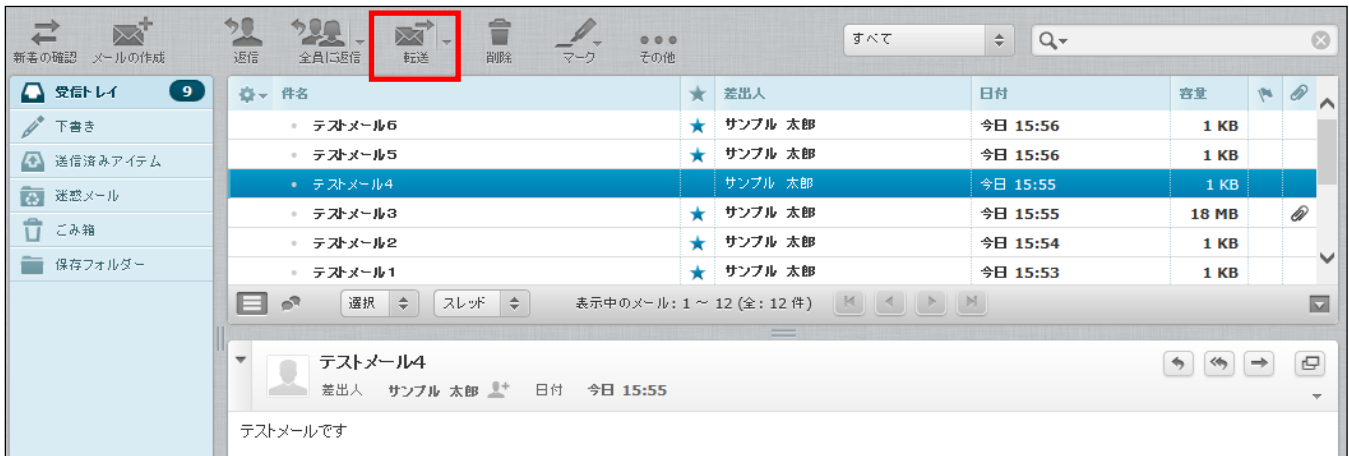 新着の確認 メールの作成 返信 全員に返信 転送 削除 マーク その他 すべて
受信トレイ 9
下書き
送信済みアイテム
迷惑メール
ごみ箱
保存フォルダー
件名 差出人 日付 容量
テストメール6 サンプル 太郎 今日 15:56 1 KB
テストメール5 サンプル 太郎 今日 15:56 1 KB
テストメール4 サンプル 太郎 今日 15:55 1 KB
テストメール3 サンプル 太郎 今日 15:55 18 MB
テストメール2 サンプル 太郎 今日 15:54 1 KB
テストメール1 サンプル 太郎 今日 15:53 1 KB
選択 スレッド 表示中のメール: 1 ～ 12 (全: 12 件)
テストメール4
差出人 サンプル 太郎 日付 今日 15:55
テストメールです